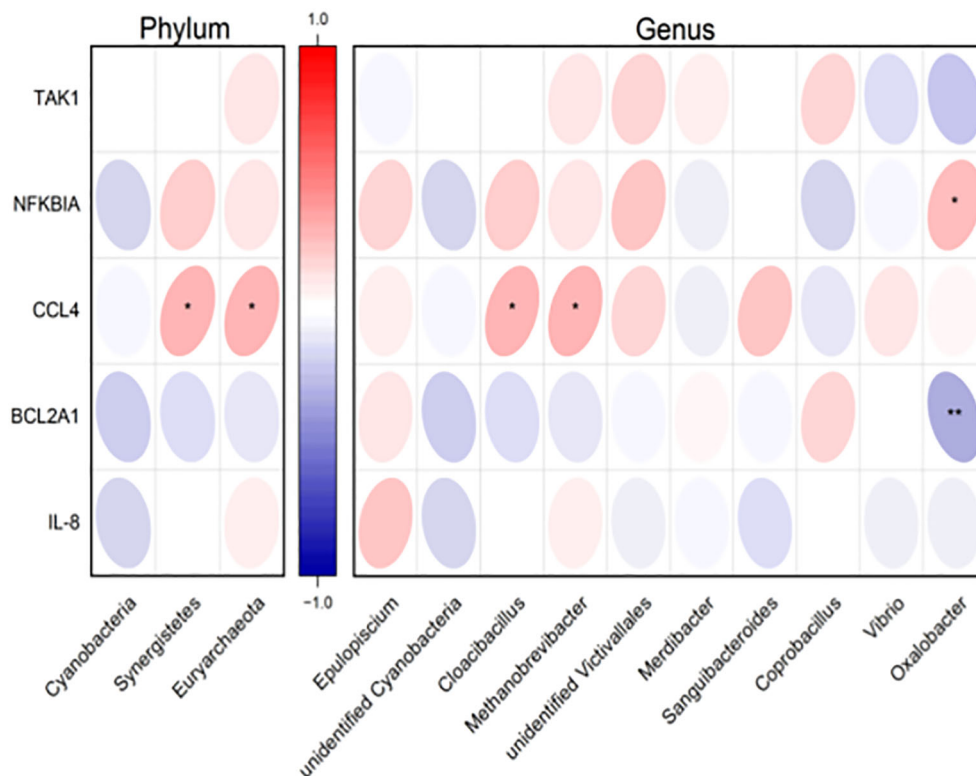 Phylum
1.0
Genus
TAK1
NFKBIA
*
CCL4
*
*
*
*
BCL2A1
**
IL-8
-1.0
Cyanobacteria
Synergistetes
Euryarchaeota
Epulopiscium
unidentified Cyanobacteria
Cloacibacillus
Methanobrevibacter
unidentified Victivallales
Merdibacter
Sanguibacteroides
Coprobacillus
Vibrio
Oxalobacter